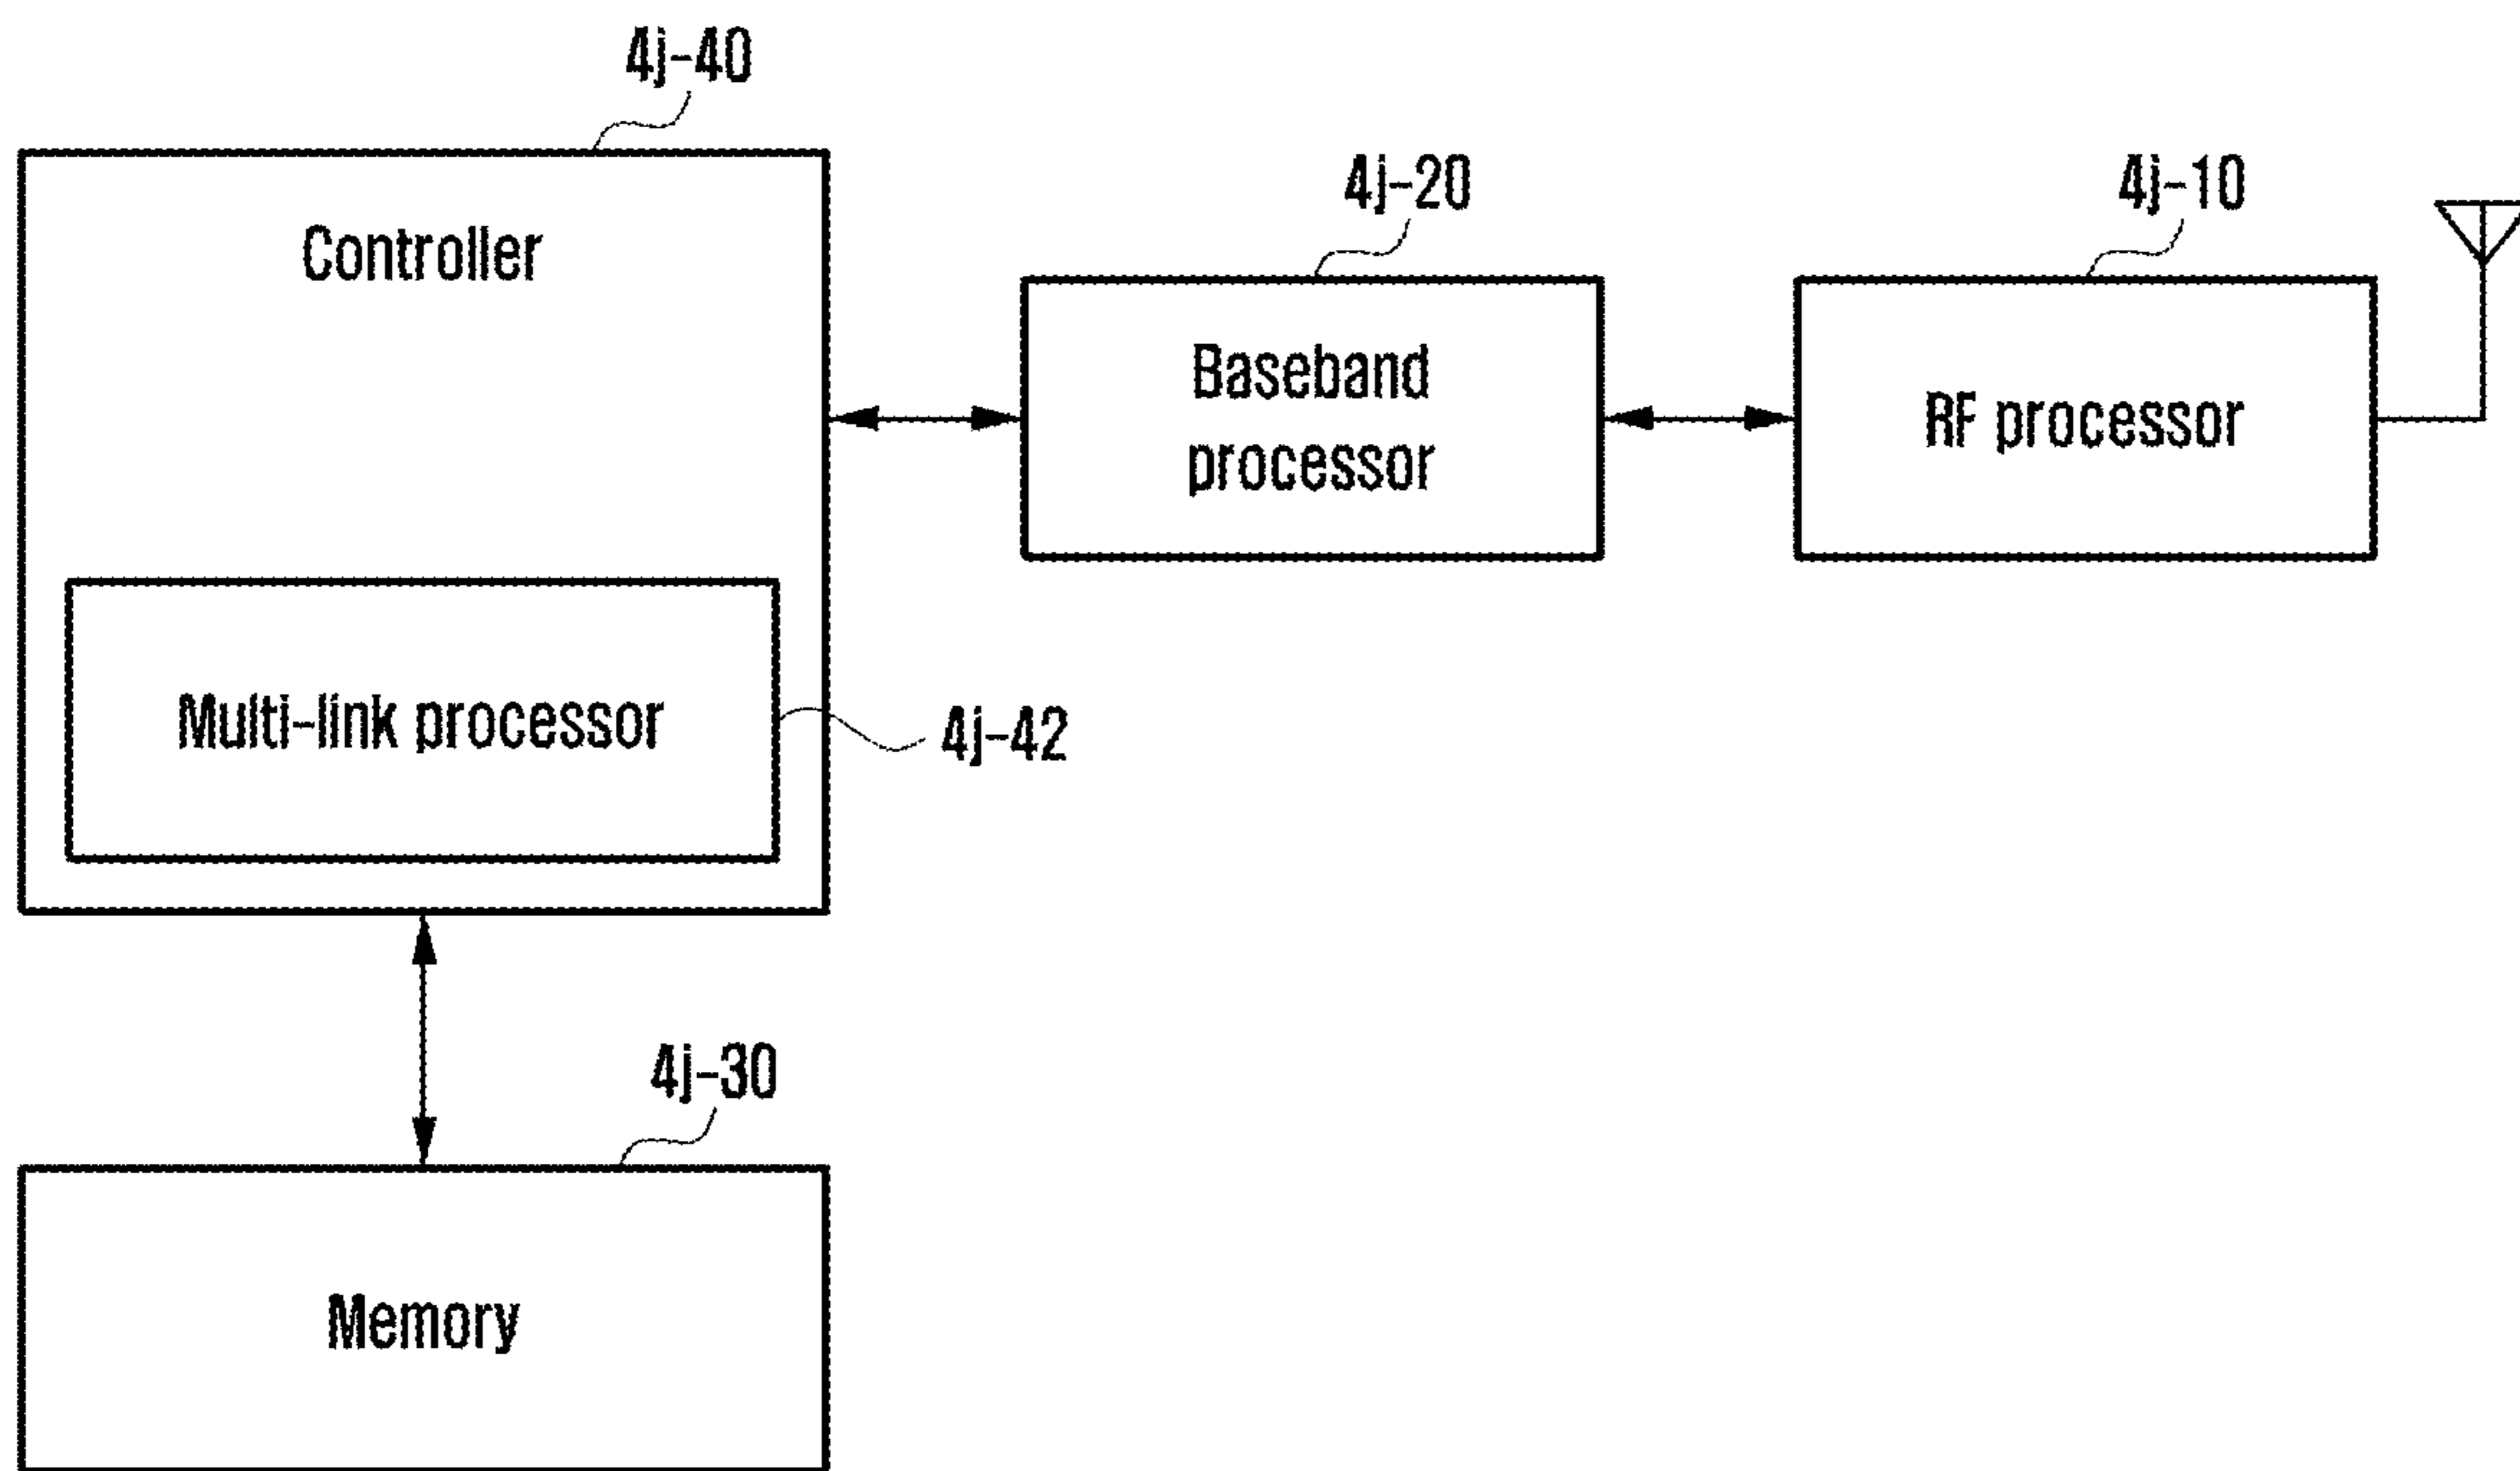 4j-40
4j-20
4j-10
Controller
Baseband
processor
RF processor
Multi-link processor
4j-42
4j-30
Memory